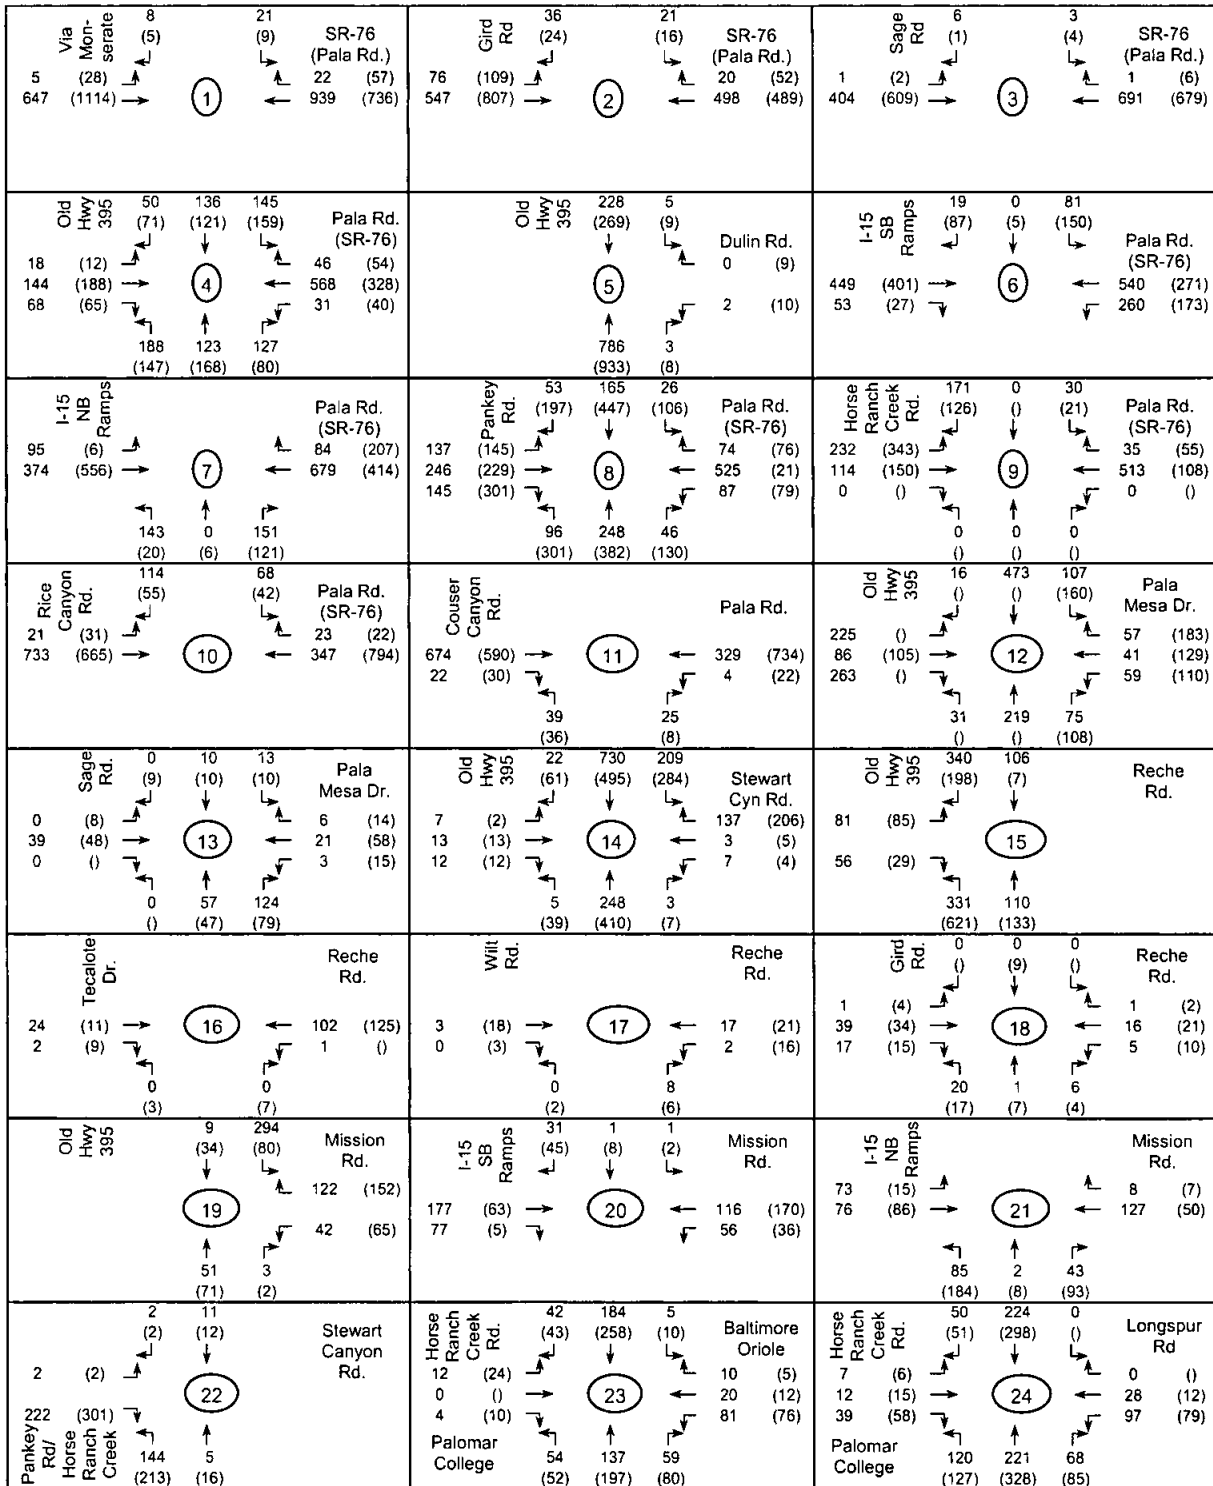 Via Mon- serate
8 21
(5) (9)
SR-76
(Pala Rd.)
5 (28) 22 (57)
647 (1114) 1 939 (736)
Gird Rd
36 21
(24) (16)
SR-76
(Pala Rd.)
76 (109) 20 (52)
547 (807) 2 498 (489)
Sage Rd
6 3
(1) (4)
SR-76
(Pala Rd.)
1 (2) 1 (6)
404 (609) 3 691 (679)
Old Hwy 395
50 136 145
(71) (121) (159)
Pala Rd.
(SR-76)
18 (12) 46 (54)
144 (188) 4 568 (328)
68 (65) 31 (40)
188 123 127
(147) (168) (80)
Old Hwy 395
228 5
(269) (9)
Dulin Rd.
0 (9)
5
2 (10)
786 3
(933) (8)
I-15 SB Ramps
19 0 81
(87) (5) (150)
Pala Rd.
(SR-76)
449 (401) 6 540 (271)
53 (27) 260 (173)
I-15 NB Ramps
Pala Rd.
(SR-76)
95 (6) 84 (207)
374 (556) 7 679 (414)
143 0 151
(20) (6) (121)
Pankey Rd.
53 165 26
(197) (447) (106)
Pala Rd.
(SR-76)
137 (145) 74 (76)
246 (229) 8 525 (21)
145 (301) 87 (79)
96 248 46
(301) (382) (130)
Horse Ranch Creek Rd.
171 0 30
(126) () (21)
Pala Rd.
(SR-76)
232 (343) 35 (55)
114 (150) 9 513 (108)
0 () 0 ()
0 0 0
() () ()
Rice Canyon Rd.
114 68
(55) (42)
Pala Rd.
(SR-76)
21 (31) 23 (22)
733 (665) 10 347 (794)
Couser Canyon Rd.
Pala Rd.
674 (590) 11 329 (734)
22 (30) 4 (22)
39 25
(36) (8)
Old Hwy 395
16 473 107
() () (160)
Pala
Mesa Dr.
225 () 57 (183)
86 (105) 12 41 (129)
263 () 59 (110)
31 219 75
() () (108)
Sage Rd.
0 10 13
(9) (10) (10)
Pala
Mesa Dr.
0 (8) 6 (14)
39 (48) 13 21 (58)
0 () 3 (15)
0 57 124
() (47) (79)
Old Hwy 395
22 730 209
(61) (495) (284)
Stewart
Cyn Rd.
7 (2) 137 (206)
13 (13) 14 3 (5)
12 (12) 7 (4)
5 248 3
(39) (410) (7)
Old Hwy 395
340 106
(198) (7)
Reche
Rd.
81 (85)
15
56 (29)
331 110
(621) (133)
Tecalote Dr.
Reche
Rd.
24 (11) 16 102 (125)
2 (9) 1 ()
0 0
(3) (7)
Wilt Rd.
Reche
Rd.
3 (18) 17 17 (21)
0 (3) 2 (16)
0 8
(2) (6)
Gird Rd.
0 0 0
() (9) ()
Reche
Rd.
1 (4) 1 (2)
39 (34) 18 16 (21)
17 (15) 5 (10)
20 1 6
(17) (7) (4)
Old Hwy 395
9 294
(34) (80)
Mission
Rd.
122 (152)
19
42 (65)
51 3
(71) (2)
I-15 SB Ramps
31 1 1
(45) (8) (2)
Mission
Rd.
177 (63) 20 116 (170)
77 (5) 56 (36)
I-15 NB Ramps
Mission
Rd.
73 (15) 8 (7)
76 (86) 21 127 (50)
85 2 43
(184) (8) (93)
2 11
(2) (12)
Stewart
Canyon
Rd.
2 (2)
22
222 (301)
Pankey Rd/ Horse Ranch Creek
144 5
(213) (16)
Horse Ranch Creek Rd.
42 184 5
(43) (258) (10)
Baltimore
Oriole
12 (24) 10 (5)
0 () 23 20 (12)
4 (10) 81 (76)
Palomar
College
54 137 59
(52) (197) (80)
Horse Ranch Creek Rd.
50 224 0
(51) (298) ()
Longspur
Rd
7 (6) 0 ()
12 (15) 24 28 (12)
39 (58) 97 (79)
Palomar
College
120 221 68
(127) (328) (85)